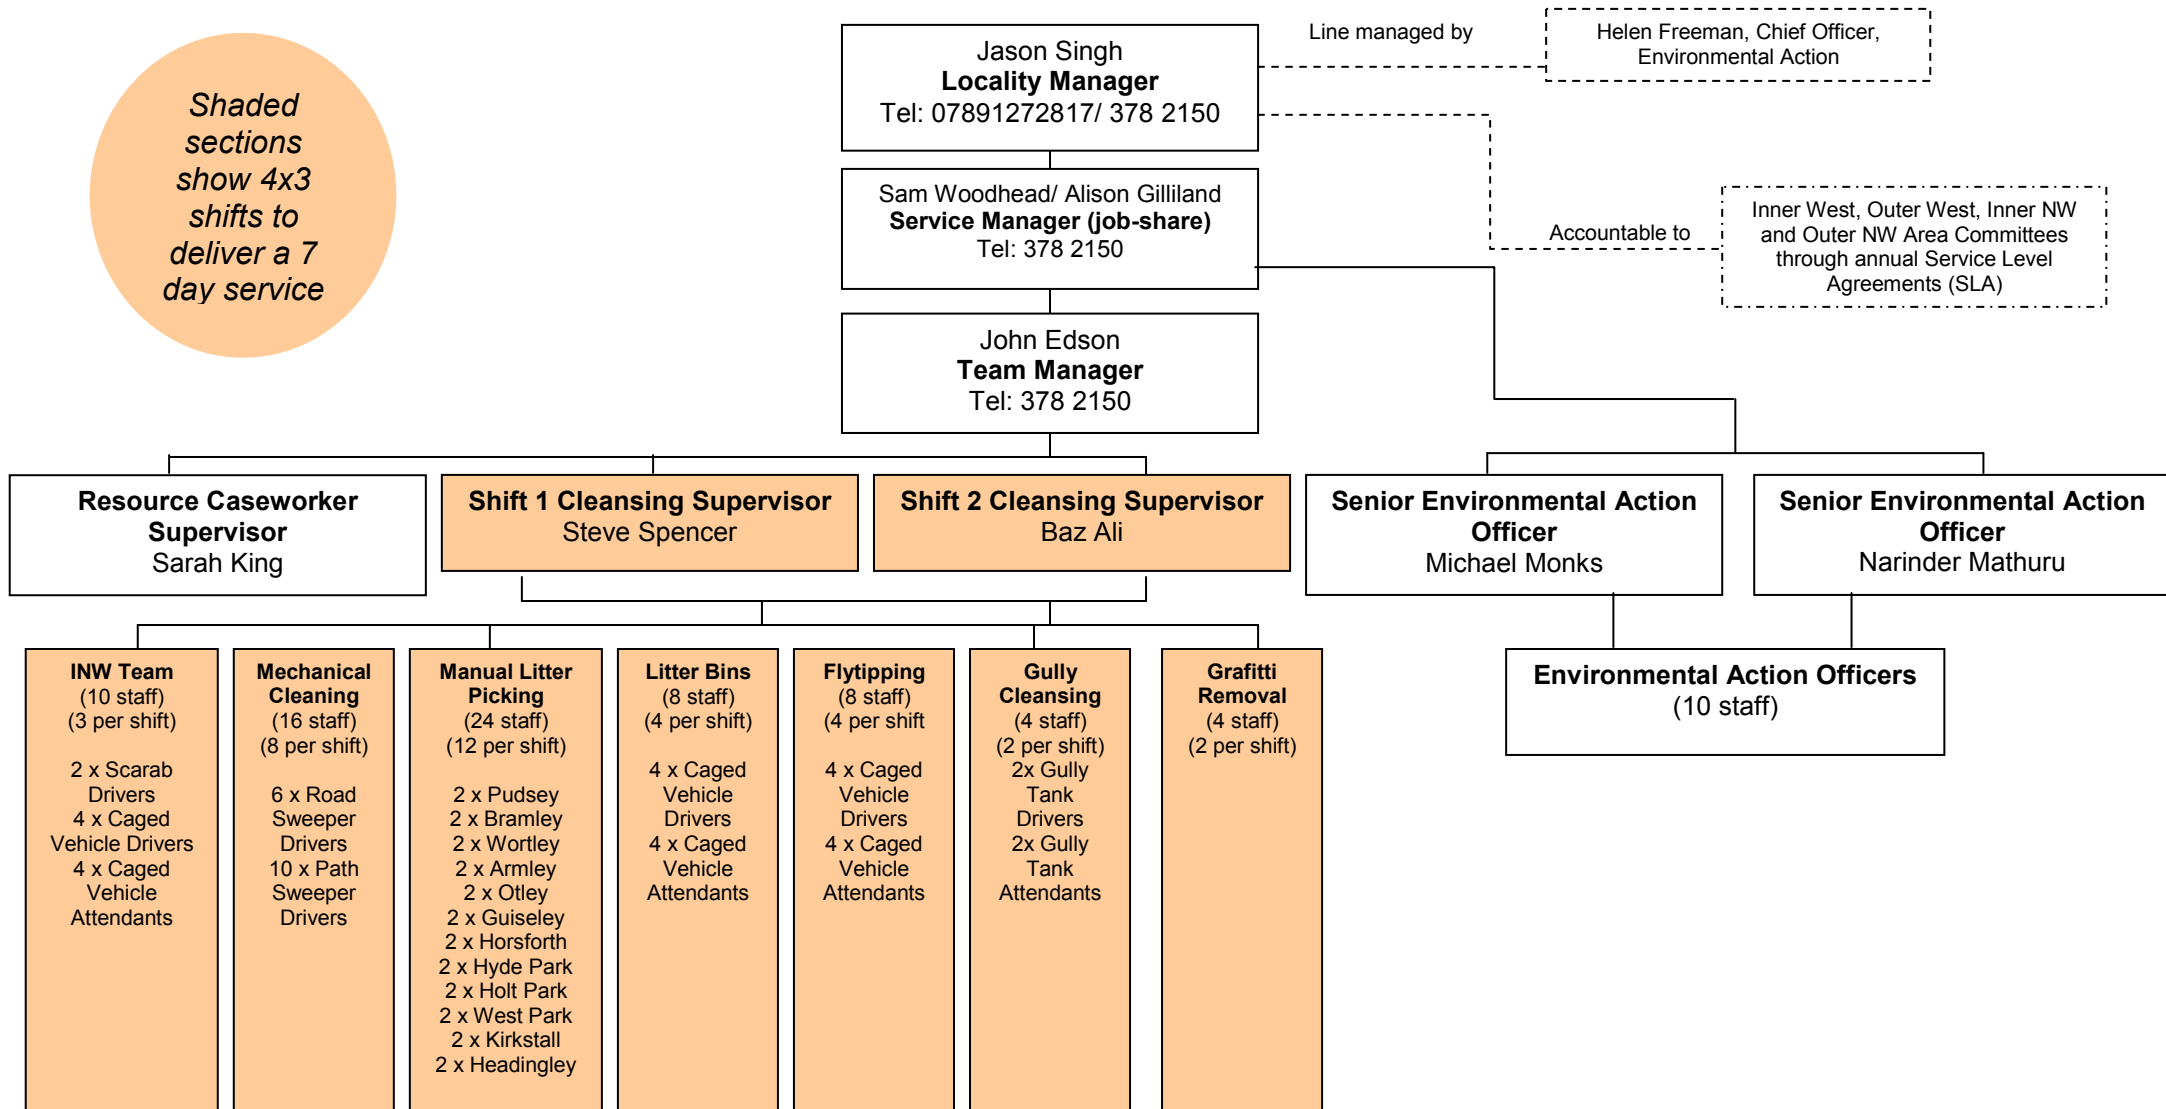 Shaded
sections
show 4x3
shifts to
deliver a 7
day service
Jason Singh
Locality Manager
Tel: 07891272817/ 378 2150
Line managed by
Helen Freeman, Chief Officer,
Environmental Action
Sam Woodhead/ Alison Gilliland
Service Manager (job-share)
Tel: 378 2150
Accountable to
Inner West, Outer West, Inner NW
and Outer NW Area Committees
through annual Service Level
Agreements (SLA)
John Edson
Team Manager
Tel: 378 2150
Resource Caseworker
Supervisor
Sarah King
Shift 1 Cleansing Supervisor
Steve Spencer
Shift 2 Cleansing Supervisor
Baz Ali
Senior Environmental Action
Officer
Michael Monks
Senior Environmental Action
Officer
Narinder Mathuru
INW Team
(10 staff)
(3 per shift)
2 x Scarab
Drivers
4 x Caged
Vehicle Drivers
4 x Caged
Vehicle
Attendants
Mechanical
Cleaning
(16 staff)
(8 per shift)
6 x Road
Sweeper
Drivers
10 x Path
Sweeper
Drivers
Manual Litter
Picking
(24 staff)
(12 per shift)
2 x Pudsey
2 x Bramley
2 x Wortley
2 x Armley
2 x Otley
2 x Guiseley
2 x Horsforth
2 x Hyde Park
2 x Holt Park
2 x West Park
2 x Kirkstall
2 x Headingley
Litter Bins
(8 staff)
(4 per shift)
4 x Caged
Vehicle
Drivers
4 x Caged
Vehicle
Attendants
Flytipping
(8 staff)
(4 per shift
4 x Caged
Vehicle
Drivers
4 x Caged
Vehicle
Attendants
Gully
Cleansing
(4 staff)
(2 per shift)
2x Gully
Tank
Drivers
2x Gully
Tank
Attendants
Grafitti
Removal
(4 staff)
(2 per shift)
Environmental Action Officers
(10 staff)